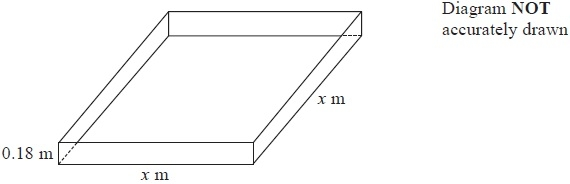 Diagram NOT
accurately drawn
x m
0.18 m
x m